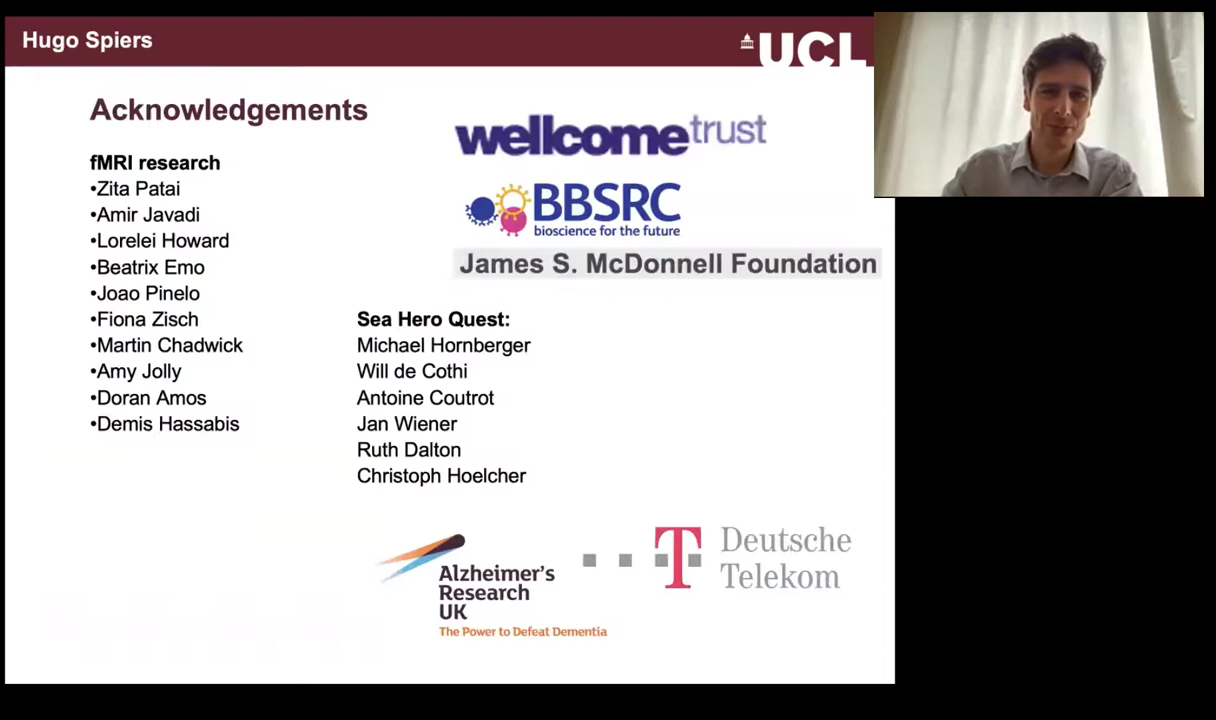 Hugo Spiers
UCL
Acknowledgements
fMRI research
•Zita Patai
•Amir Javadi
•Lorelei Howard
•Beatrix Emo
•Joao Pinelo
•Fiona Zisch
•Martin Chadwick
•Amy Jolly
•Doran Amos
•Demis Hassabis
wellcometrust
BBSRC
bioscience for the future
James S. McDonnell Foundation
Sea Hero Quest:
Michael Hornberger
Will de Cothi
Antoine Coutrot
Jan Wiener
Ruth Dalton
Christoph Hoelcher
Alzheimer's
Research
UK
The Power to Defeat Dementia
T
Deutsche
Telekom